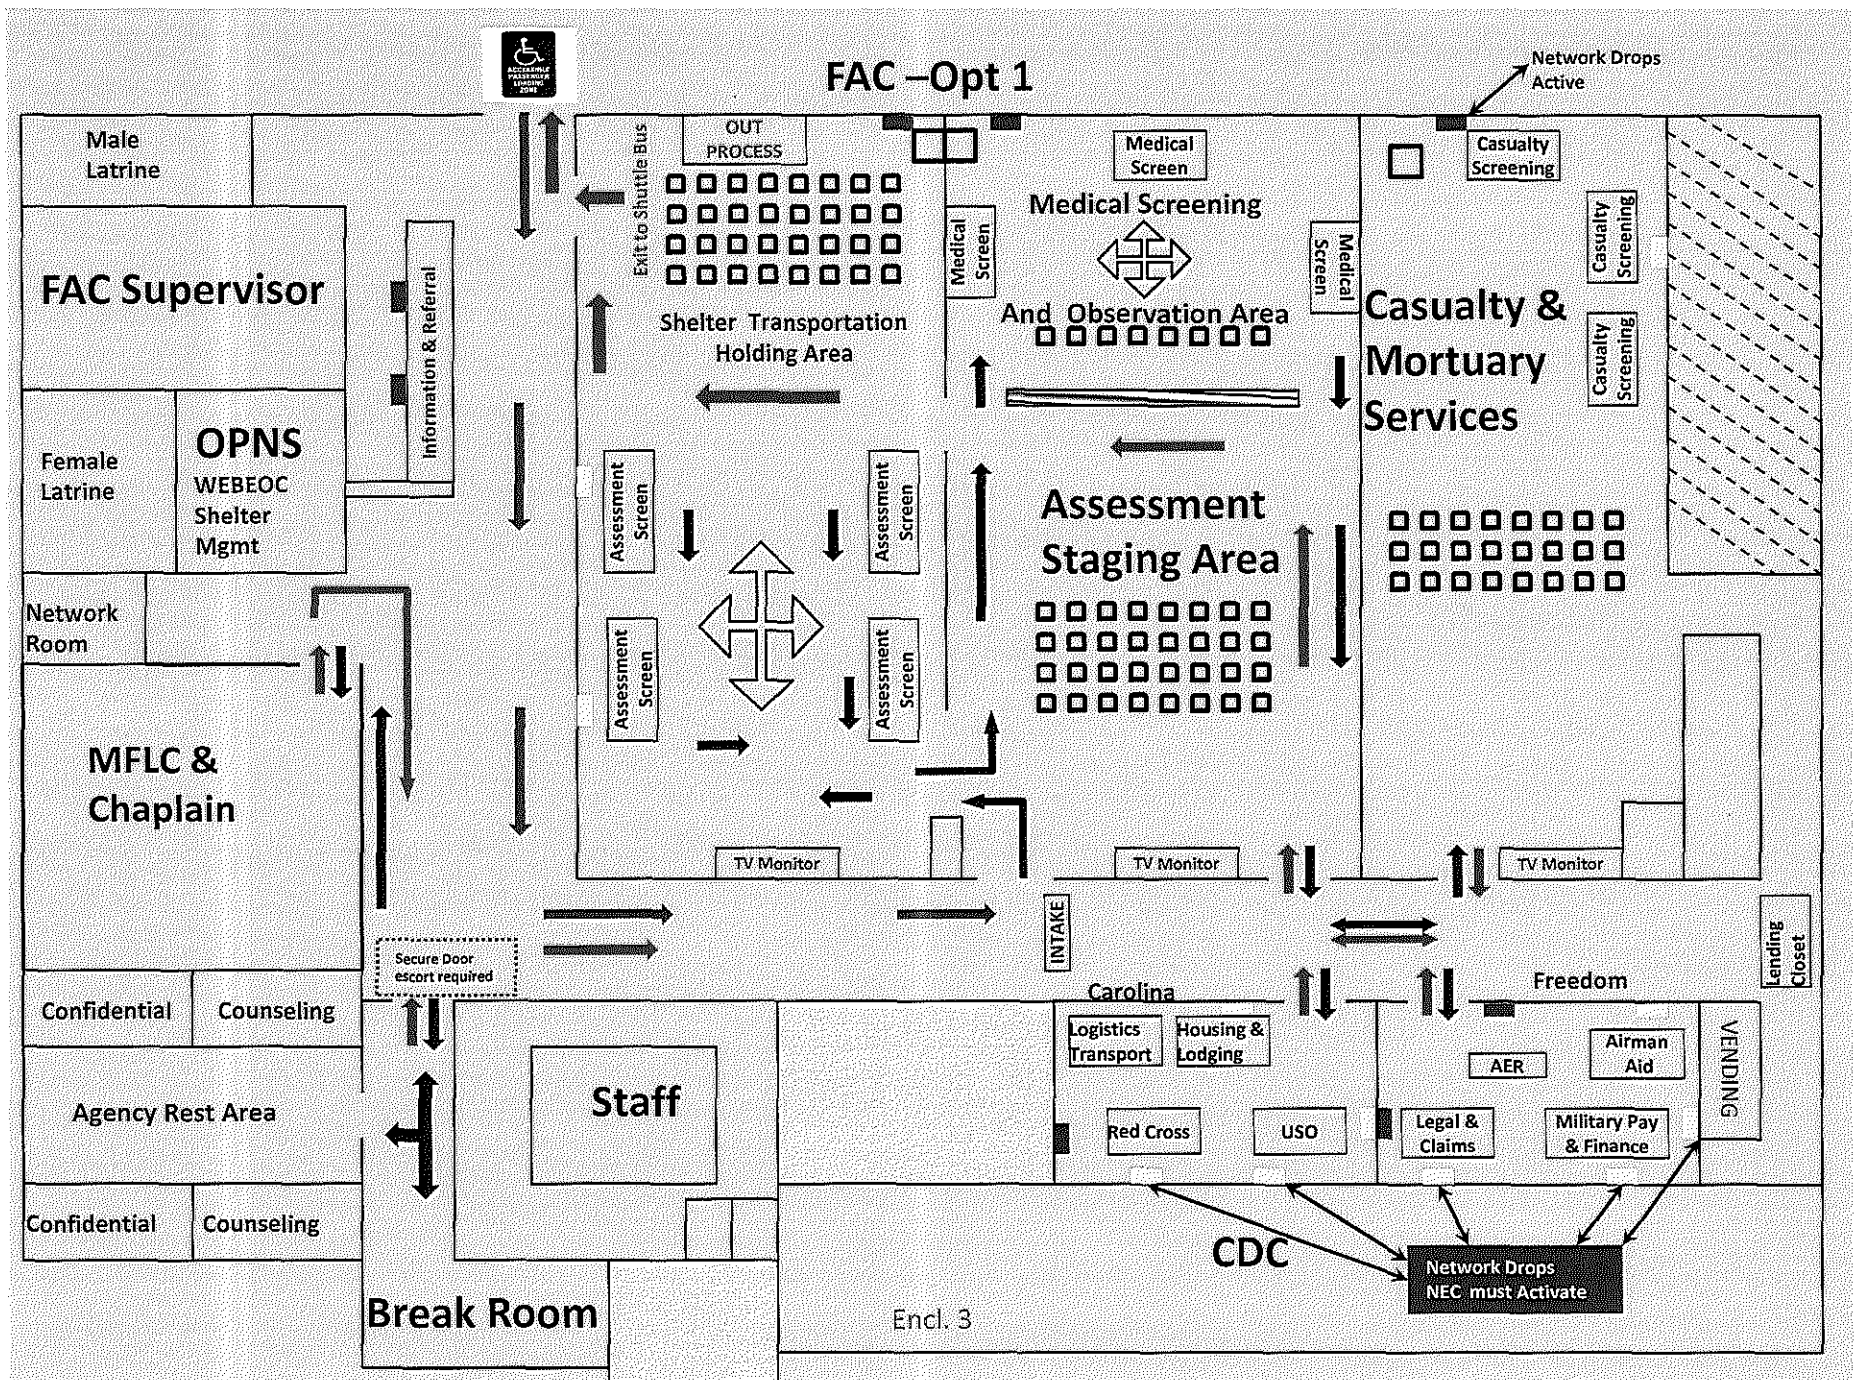 ACCESSIBLE
PASSENGER
LOADING
ZONE
FAC –Opt 1
Network Drops
Active
Male
Latrine
Exit to Shuttle Bus
OUT
PROCESS
Medical
Screen
Casualty
Screening
FAC Supervisor
Information & Referral
Shelter Transportation
Holding Area
Medical
Screen
Medical Screening
And Observation Area
Medical
Screen
Casualty &
Mortuary
Services
Casualty
Screening
Casualty
Screening
Female
Latrine
OPNS
WEBEOC
Shelter
Mgmt
Assessment
Screen
Assessment
Screen
Assessment
Staging Area
Network
Room
Assessment
Screen
Assessment
Screen
MFLC &
Chaplain
TV Monitor
TV Monitor
TV Monitor
Secure Door
escort required
INTAKE
Lending
Closet
Carolina
Freedom
Confidential
Counseling
Logistics
Transport
Housing &
Lodging
AER
Airman
Aid
VENDING
Agency Rest Area
Staff
Red Cross
USO
Legal &
Claims
Military Pay
& Finance
Confidential
Counseling
CDC
Network Drops
NEC must Activate
Break Room
Encl. 3